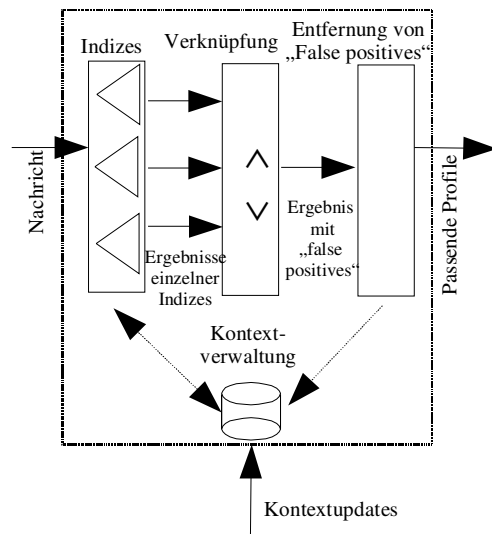 Entfernung von
„False positives“
Verknüpfung
Indizes
Nachricht
Ergebnisse
einzelner
Indizes
∧
∨
Ergebnis
mit
„false
positives“
Passende Profile
Kontext-
verwaltung
Kontextupdates